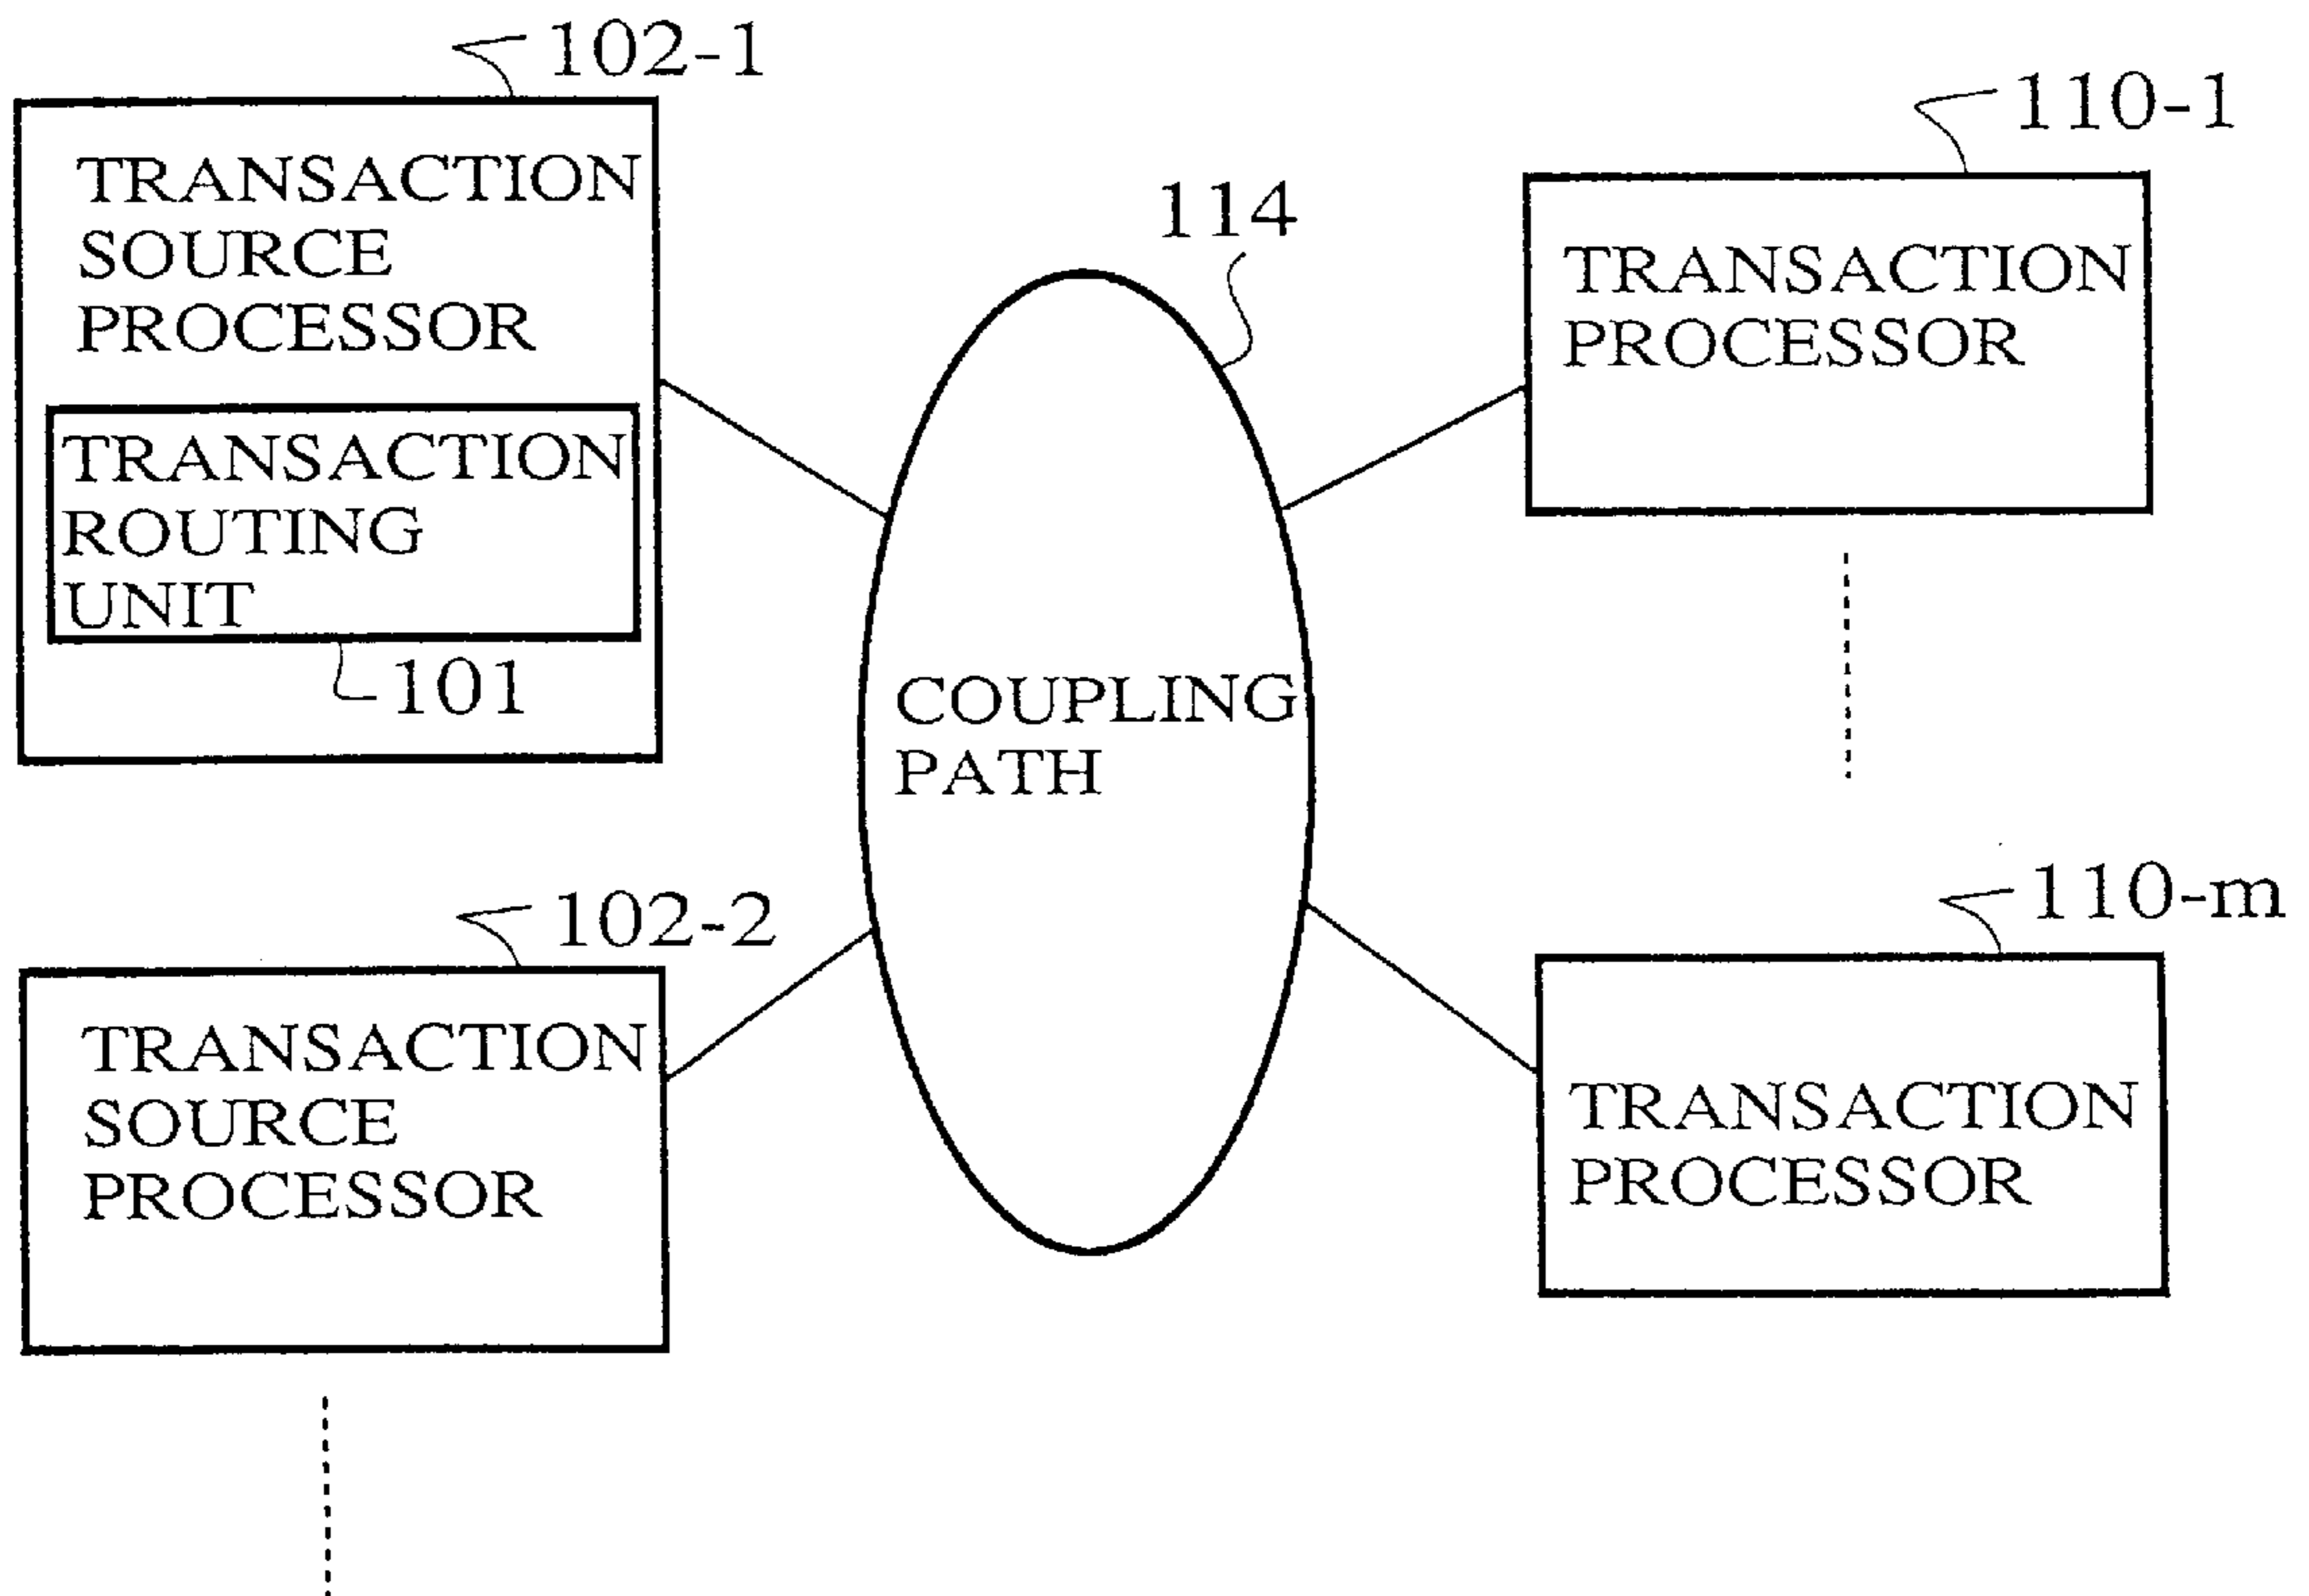 102-1
TRANSACTION
SOURCE
PROCESSOR
TRANSACTION
ROUTING
UNIT
101
102-2
TRANSACTION
SOURCE
PROCESSOR
114
COUPLING
PATH
110-1
TRANSACTION
PROCESSOR
110-m
TRANSACTION
PROCESSOR